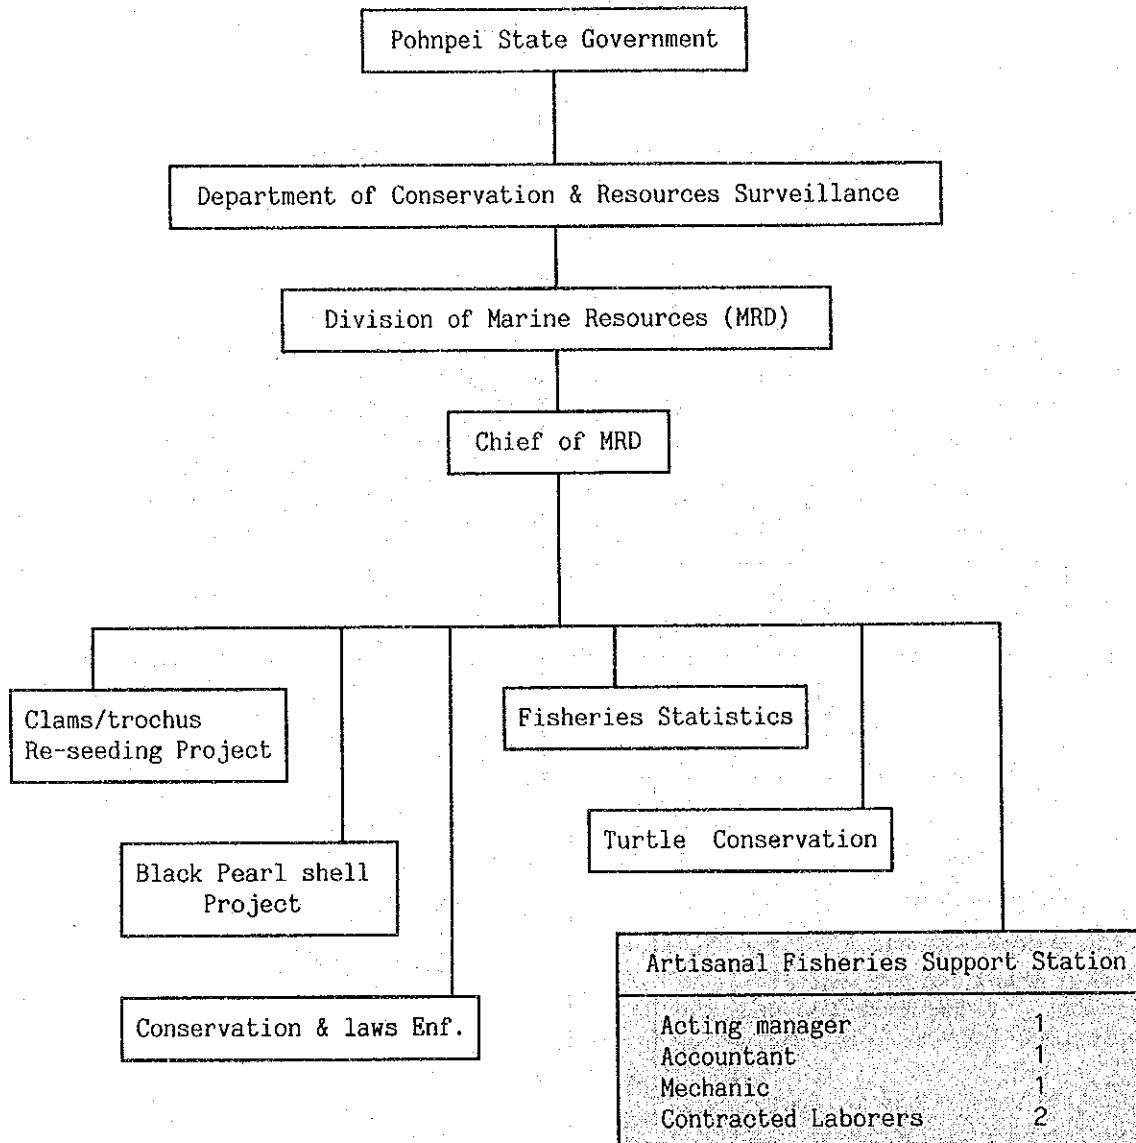 Pohnpei State Government
Department of Conservation & Resources Surveillance
Division of Marine Resources (MRD)
Chief of MRD
Clams/trochus
Re-seeding Project
Fisheries Statistics
Turtle Conservation
Black Pearl shell
Project
Conservation & laws Enf.
Artisanal Fisheries Support Station
Acting manager 1
Accountant 1
Mechanic 1
Contracted Laborers 2